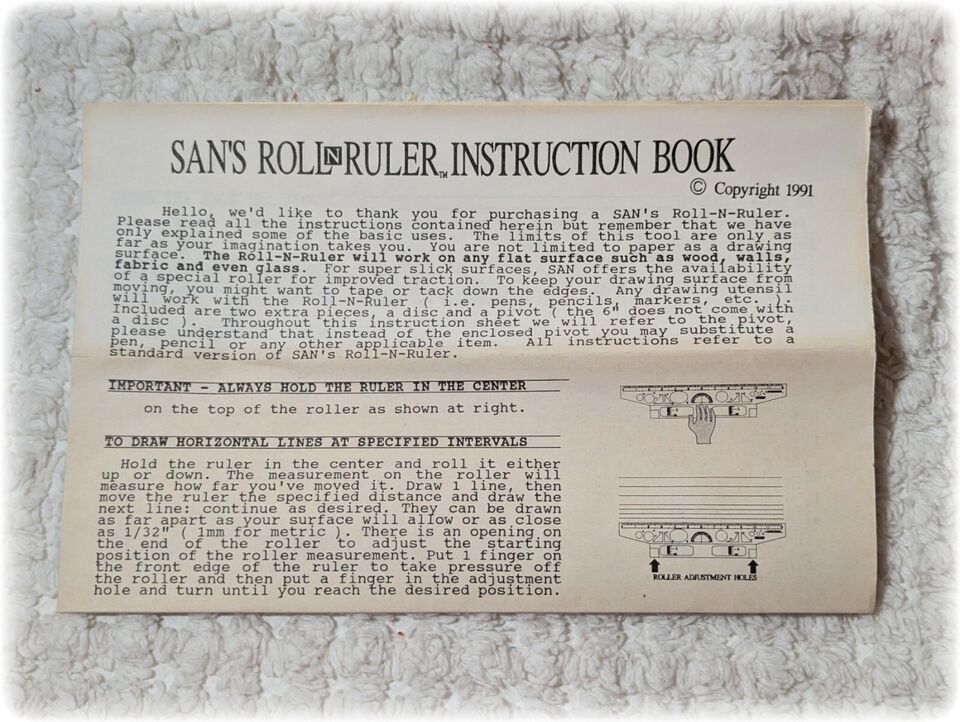 SAN'S ROLL N RULER™ INSTRUCTION BOOK
© Copyright 1991
Hello, we'd like to thank you for purchasing a SAN's Roll-N-Ruler.
Please read all the instructions contained herein but remember that we have
only explained some of the basic uses. The limits of this tool are only as
far as your imagination takes you. You are not limited to paper as a drawing
surface. The Roll-N-Ruler will work on any flat surface such as wood, walls,
fabric and even glass. For super slick surfaces, SAN offers the availability
of a special roller for improved traction. To keep your drawing surface from
moving, you might want to tape or tack down the edges. Any drawing utensil
will work with the Roll-N-Ruler ( i.e. pens, pencils, markers, etc. ).
Included are two extra pieces, a disc and a pivot ( the 6" does not come with
a disc ). Throughout this instruction sheet we will refer to the pivot,
please understand that instead of the enclosed pivot you may substitute a
pen, pencil or any other applicable item. All instructions refer to a
standard version of SAN's Roll-N-Ruler.
IMPORTANT - ALWAYS HOLD THE RULER IN THE CENTER
on the top of the roller as shown at right.
TO DRAW HORIZONTAL LINES AT SPECIFIED INTERVALS
Hold the ruler in the center and roll it either
up or down. The measurement on the roller will
measure how far you've moved it. Draw 1 line, then
move the ruler the specified distance and draw the
next line: continue as desired. They can be drawn
as far apart as your surface will allow or as close
as 1/32" ( 1mm for metric ). There is an opening on
the end of the roller to adjust the starting
position of the roller measurement. Put 1 finger on
the front edge of the ruler to take pressure off
the roller and then put a finger in the adjustment
hole and turn until you reach the desired position.
ROLLER ADJUSTMENT HOLES